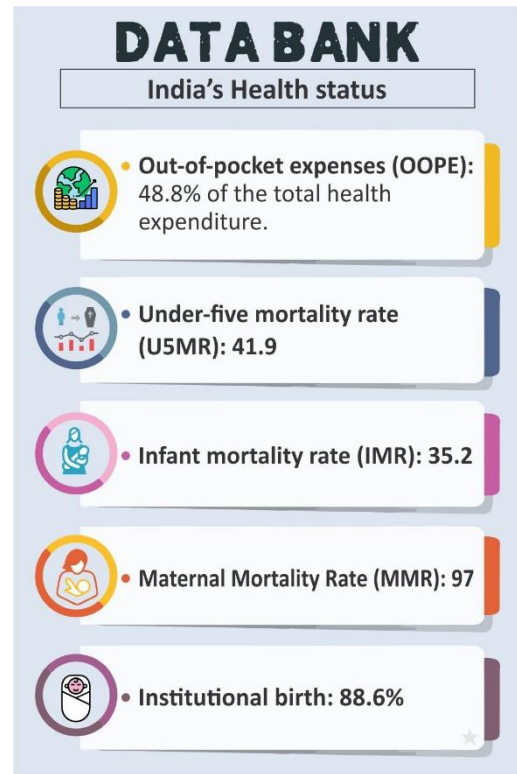 DATA BANK
India's Health status
• Out-of-pocket expenses (OOPE):
48.8% of the total health
expenditure.
• Under-five mortality rate
(U5MR): 41.9
• Infant mortality rate (IMR): 35.2
• Maternal Mortality Rate (MMR): 97
• Institutional birth: 88.6%